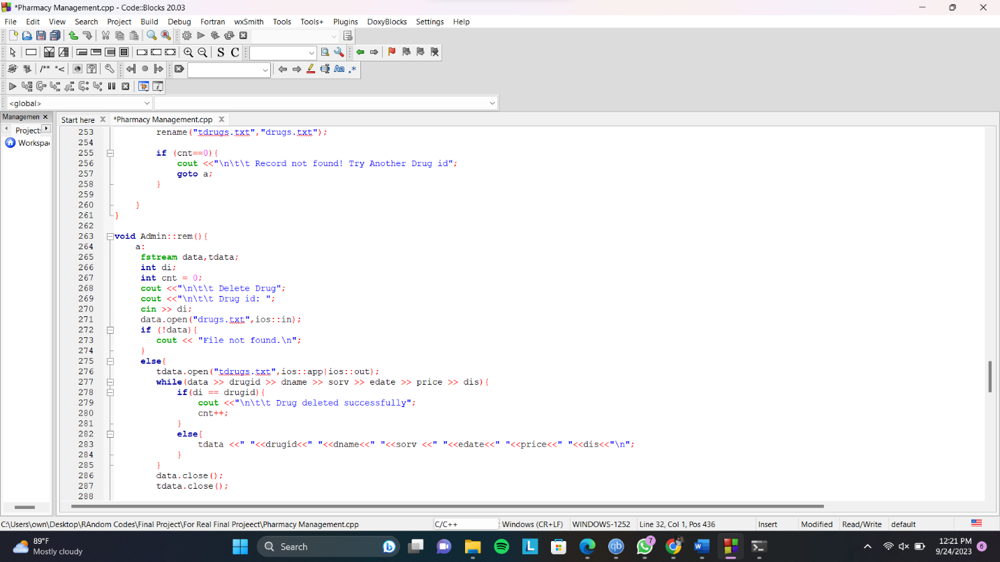 *Pharmacy Management.cpp - Code::Blocks 20.03
File Edit View Search Project Build Debug Fortran wxSmith Tools Tools+ Plugins DoxyBlocks Settings Help
S C
/** *<
Aa .*
<global>
Managemen
Start here *Pharmacy Management.cpp
Project:
Workspa
253 rename("tdrugs.txt","drugs.txt");
254
255 if (cnt==0){
256 cout <<"\n\t\t Record not found! Try Another Drug id";
257 goto a;
258 }
259
260 }
261 }
262
263 void Admin::rem(){
264 a:
265 fstream data,tdata;
266 int di;
267 int cnt = 0;
268 cout <<"\n\t\t Delete Drug";
269 cout <<"\n\t\t Drug id: ";
270 cin >> di;
271 data.open("drugs.txt",ios::in);
272 if (!data){
273 cout << "File not found.\n";
274 }
275 else{
276 tdata.open("tdrugs.txt",ios::app|ios::out);
277 while(data >> drugid >> dname >> sorv >> edate >> price >> dis){
278 if(di == drugid){
279 cout <<"\n\t\t Drug deleted successfully";
280 cnt++;
281 }
282 else{
283 tdata <<" "<<drugid<<" "<<dname<<" "<<sorv <<" "<<edate<<" "<<price<<" "<<dis<<"\n";
284 }
285 }
286 data.close();
287 tdata.close();
288
C:\Users\own\Desktop\RAndom Codes\Final Project\For Real Final Projeect\Pharmacy Management.cpp C/C++ Windows (CR+LF) WINDOWS-1252 Line 32, Col 1, Pos 436 Insert Modified Read/Write default
89°F
Mostly cloudy
Search
L
qb
7
W
12:21 PM
9/24/2023
6